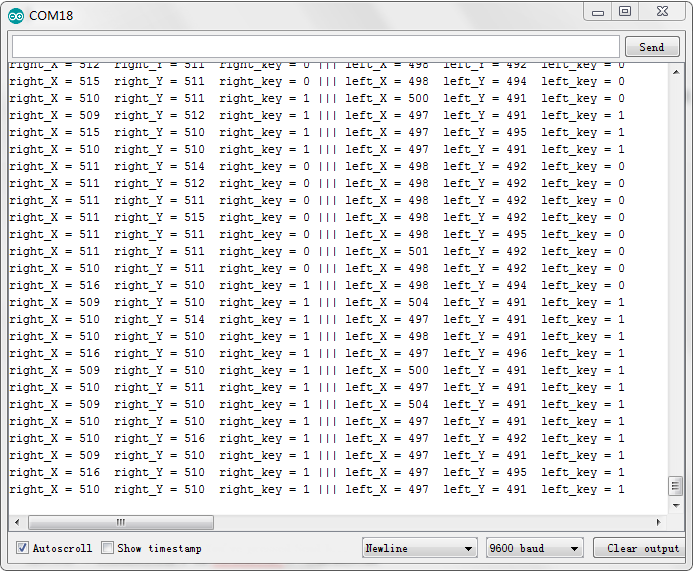 COM18
Send
right_X = 512  right_Y = 511  right_key = 0 ||| left_X = 498  left_Y = 492  left_key = 0
right_X = 515  right_Y = 511  right_key = 0 ||| left_X = 498  left_Y = 494  left_key = 0
right_X = 510  right_Y = 511  right_key = 1 ||| left_X = 500  left_Y = 491  left_key = 0
right_X = 509  right_Y = 512  right_key = 1 ||| left_X = 497  left_Y = 491  left_key = 1
right_X = 515  right_Y = 510  right_key = 1 ||| left_X = 497  left_Y = 495  left_key = 1
right_X = 510  right_Y = 510  right_key = 1 ||| left_X = 497  left_Y = 491  left_key = 1
right_X = 511  right_Y = 514  right_key = 0 ||| left_X = 498  left_Y = 492  left_key = 0
right_X = 511  right_Y = 512  right_key = 0 ||| left_X = 498  left_Y = 492  left_key = 0
right_X = 511  right_Y = 511  right_key = 0 ||| left_X = 498  left_Y = 492  left_key = 0
right_X = 511  right_Y = 515  right_key = 0 ||| left_X = 498  left_Y = 492  left_key = 0
right_X = 511  right_Y = 511  right_key = 0 ||| left_X = 498  left_Y = 495  left_key = 0
right_X = 511  right_Y = 511  right_key = 0 ||| left_X = 501  left_Y = 492  left_key = 0
right_X = 510  right_Y = 511  right_key = 0 ||| left_X = 498  left_Y = 492  left_key = 0
right_X = 516  right_Y = 510  right_key = 1 ||| left_X = 498  left_Y = 494  left_key = 0
right_X = 509  right_Y = 510  right_key = 1 ||| left_X = 504  left_Y = 491  left_key = 1
right_X = 510  right_Y = 514  right_key = 1 ||| left_X = 497  left_Y = 491  left_key = 1
right_X = 510  right_Y = 510  right_key = 1 ||| left_X = 498  left_Y = 491  left_key = 1
right_X = 516  right_Y = 510  right_key = 1 ||| left_X = 497  left_Y = 496  left_key = 1
right_X = 509  right_Y = 510  right_key = 1 ||| left_X = 500  left_Y = 491  left_key = 1
right_X = 510  right_Y = 511  right_key = 1 ||| left_X = 497  left_Y = 491  left_key = 1
right_X = 509  right_Y = 510  right_key = 1 ||| left_X = 504  left_Y = 491  left_key = 1
right_X = 510  right_Y = 510  right_key = 1 ||| left_X = 497  left_Y = 491  left_key = 1
right_X = 510  right_Y = 516  right_key = 1 ||| left_X = 497  left_Y = 492  left_key = 1
right_X = 509  right_Y = 510  right_key = 1 ||| left_X = 497  left_Y = 491  left_key = 1
right_X = 516  right_Y = 510  right_key = 1 ||| left_X = 497  left_Y = 495  left_key = 1
right_X = 510  right_Y = 510  right_key = 1 ||| left_X = 497  left_Y = 491  left_key = 1
Autoscroll  Show timestamp  Newline  9600 baud  Clear output